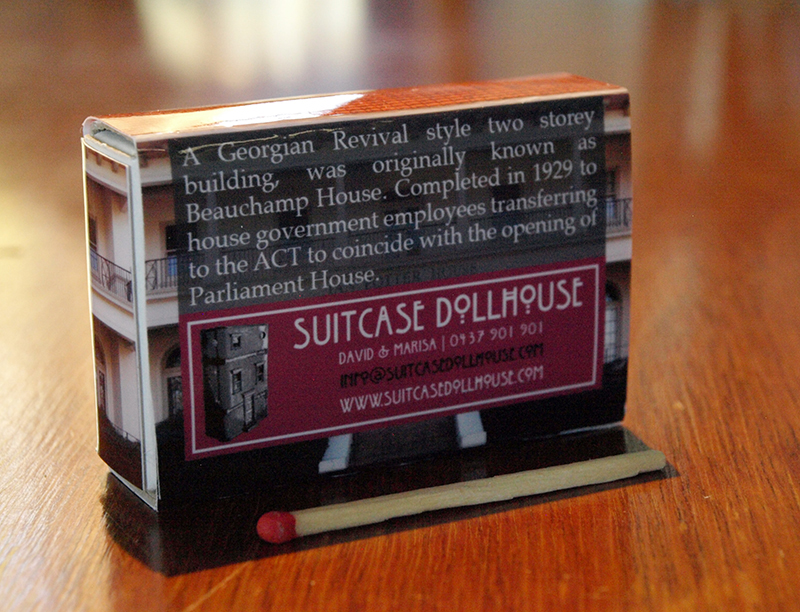 A Georgian Revival style two storey
building, was originally known as
Beauchamp House. Completed in 1929 to
house government employees transferring
to the ACT to coincide with the opening of
Parliament House.
SUITCASE DOLLHOUSE
DAVID & MARISA | 0437 901 901
INFO@SUITCASEDOLLHOUSE.COM
WWW.SUITCASEDOLLHOUSE.COM